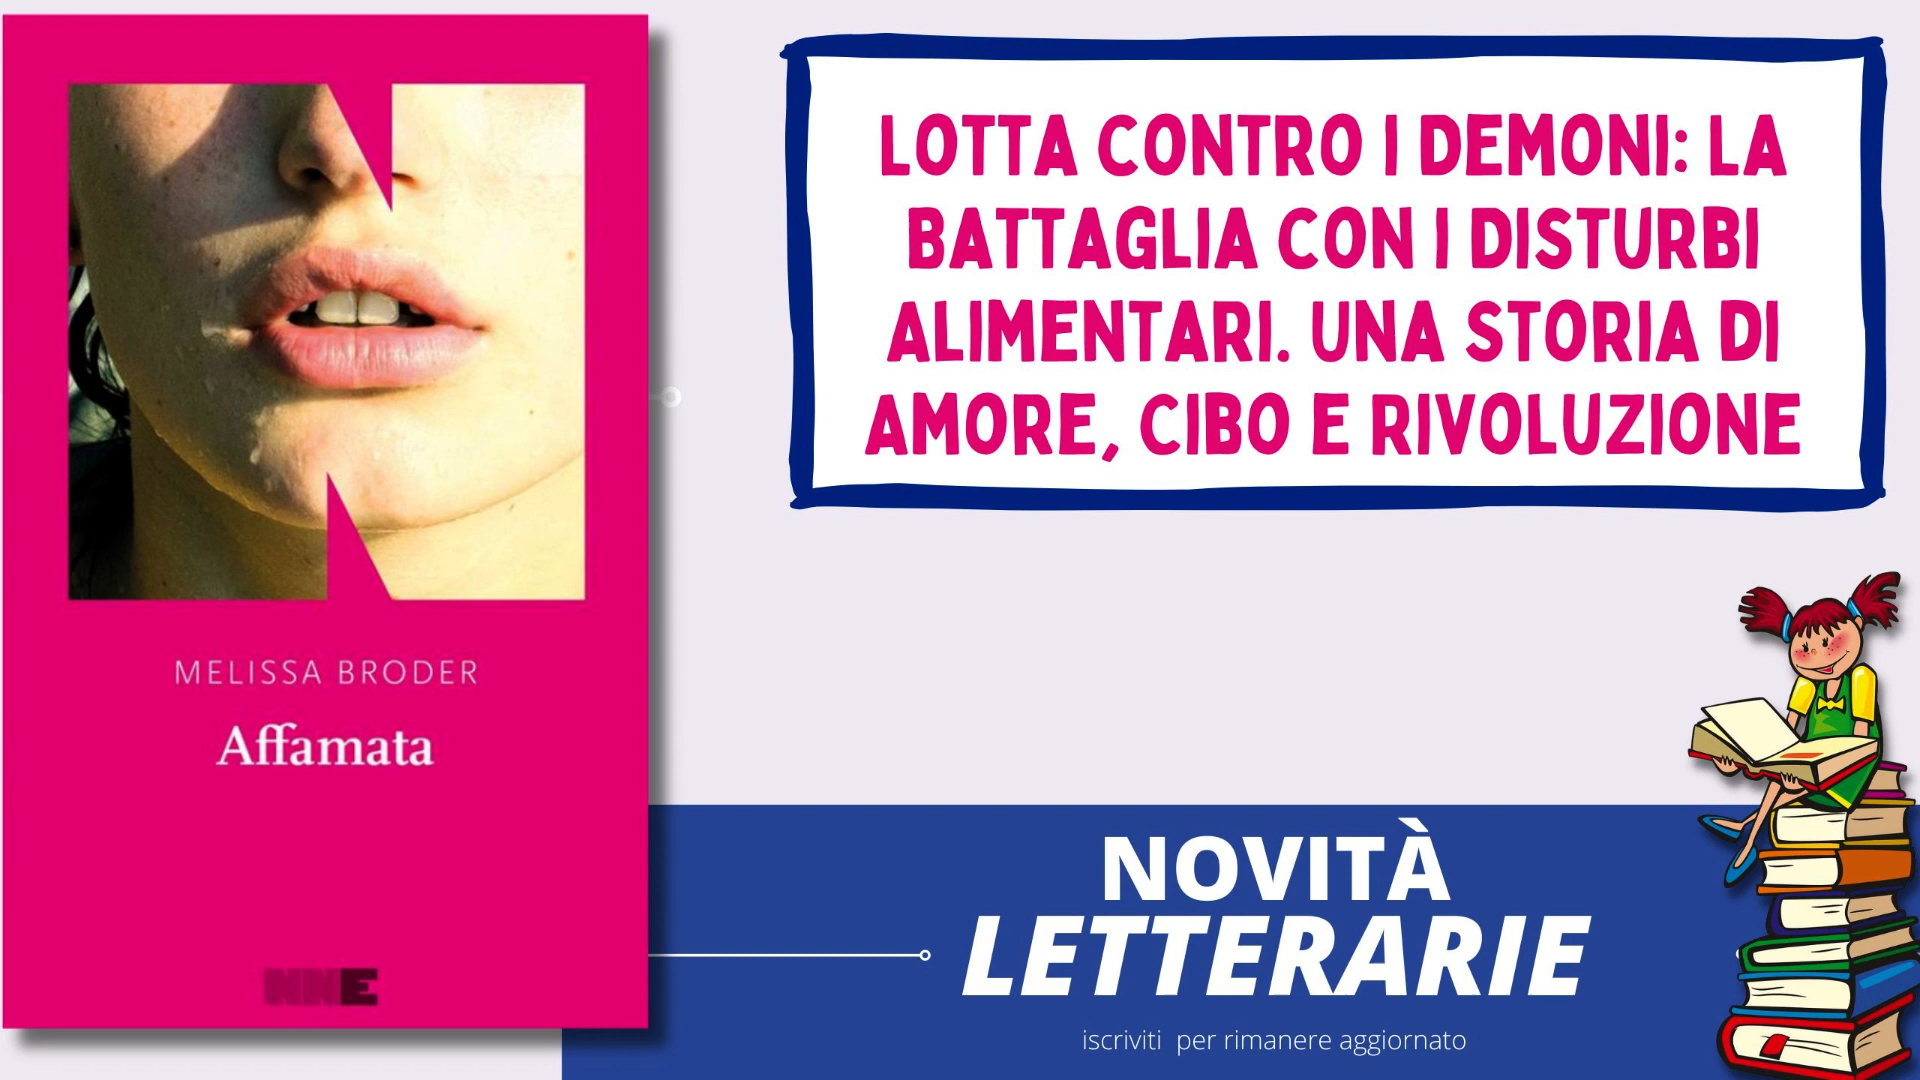 MELISSA BRODER
Affamata
NNE
LOTTA CONTRO I DEMONI: LA
BATTAGLIA CON I DISTURBI
ALIMENTARI. UNA STORIA DI
AMORE, CIBO E RIVOLUZIONE
NOVITÀ
LETTERARIE
iscriviti per rimanere aggiornato